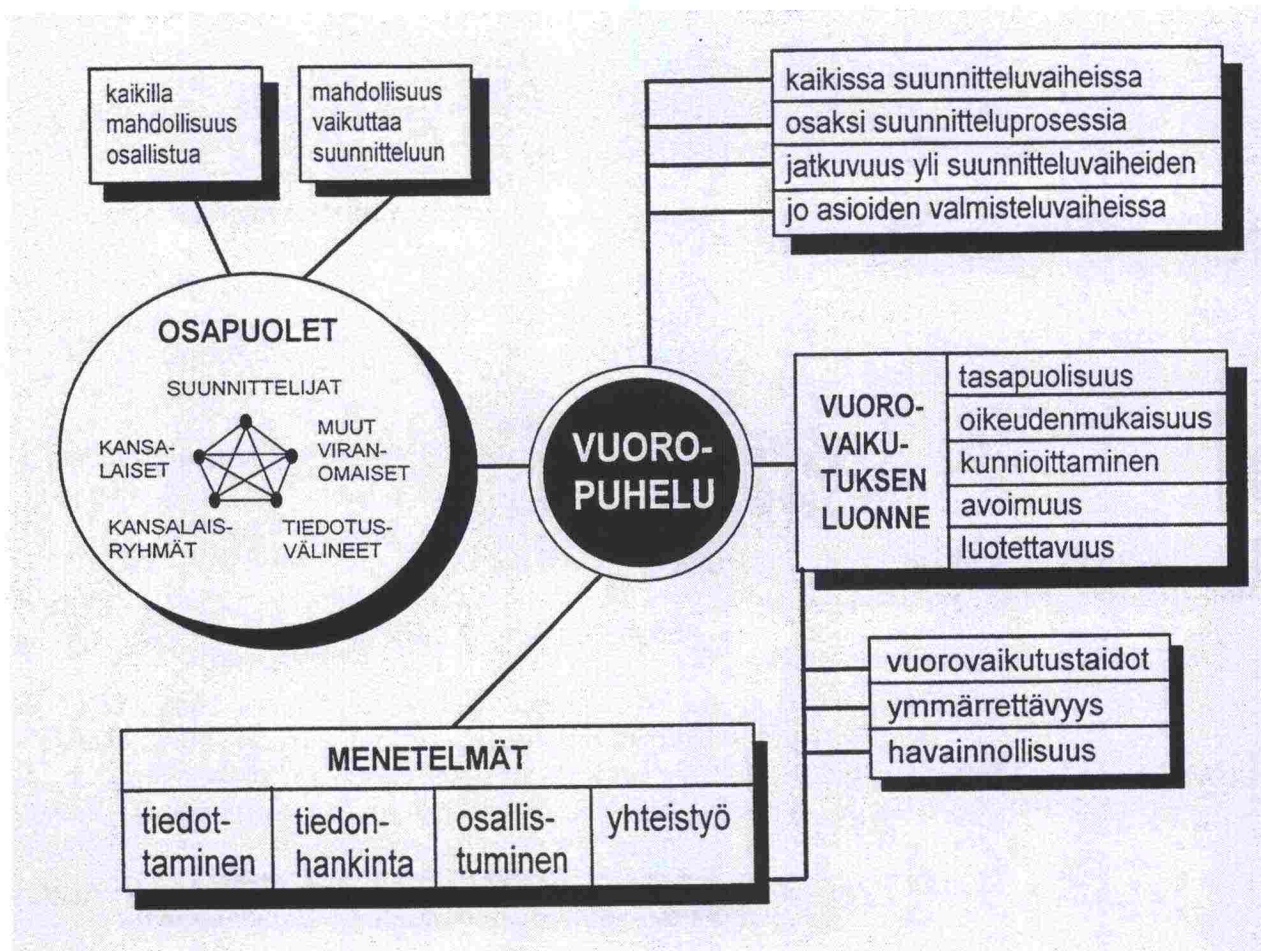 kaikilla
mahdollisuus
osallistua
mahdollisuus
vaikuttaa
suunnitteluun
kaikissa suunnitteluvaiheissa
osaksi suunnitteluprosessia
jatkuvuus yli suunnitteluvaiheiden
jo asioiden valmisteluvaiheissa
OSAPUOLET
SUUNNITTELIJAT
KANSA-
LAISET
MUUT
VIRAN-
OMAISET
KANSALAIS-
RYHMÄT
TIEDOTUS-
VÄLINEET
VUORO-
PUHELU
VUORO-
VAIKU-
TUKSEN
LUONNE
tasapuolisuus
oikeudenmukaisuus
kunnioittaminen
avoimuus
luotettavuus
vuorovaikutustaidot
ymmärrettävyys
havainnollisuus
MENETELMÄT
tiedot-
taminen
tiedon-
hankinta
osallis-
tuminen
yhteistyö